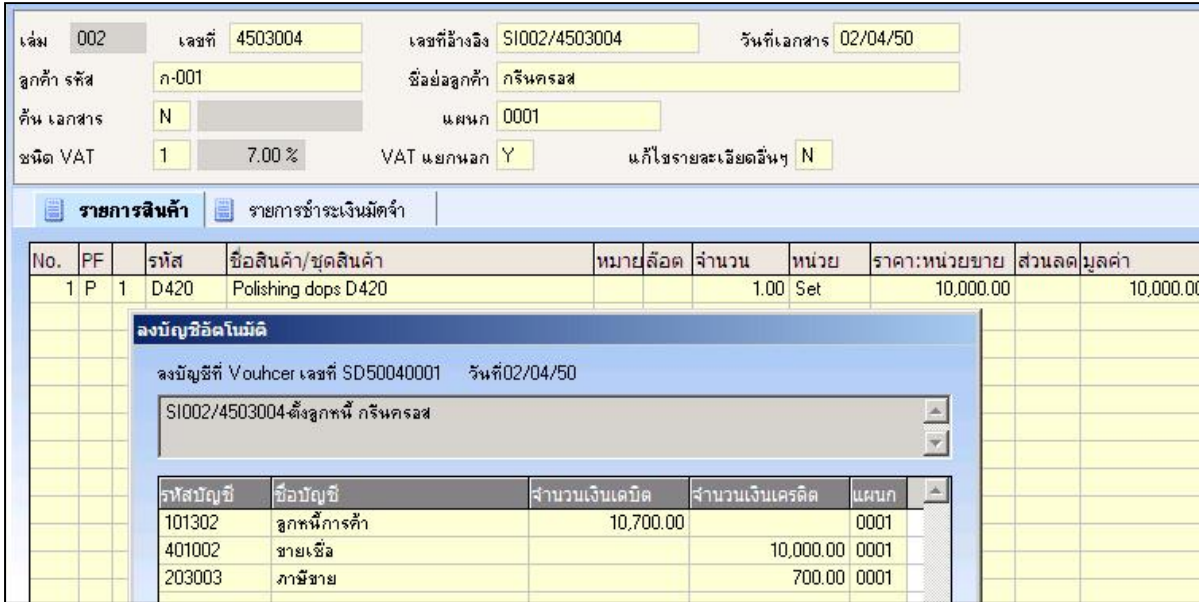 เล่ม 002 เลขที่ 4503004 เลขที่อ้างอิง SI002/4503004 วันที่เอกสาร 02/04/50
ลูกค้า รหัส ก-001 ชื่อย่อลูกค้า กรีนครอส
ค้น เอกสาร N แผนก 0001
ชนิด VAT 1 7.00 % VAT แยกนอก Y แก้ไขรายละเอียดอื่นๆ N
รายการสินค้า รายการชำระเงินมัดจำ
No. PF รหัส ชื่อสินค้า/ชุดสินค้า หมาย ล๊อต จำนวน หน่วย ราคา:หน่วยขาย ส่วนลด มูลค่า
1 P 1 D420 Polishing dops D420 1.00 Set 10,000.00 10,000.00
ลงบัญชีอัตโนมัติ
ลงบัญชีที่ Vouhcer เลขที่ SD50040001 วันที่02/04/50
SI002/4503004-ตั้งลูกหนี้ กรีนครอส
รหัสบัญชี ชื่อบัญชี จำนวนเงินเดบิต จำนวนเงินเครดิต แผนก
101302 ลูกหนี้การค้า 10,700.00 0001
401002 ขายเชื่อ 10,000.00 0001
203003 ภาษีขาย 700.00 0001